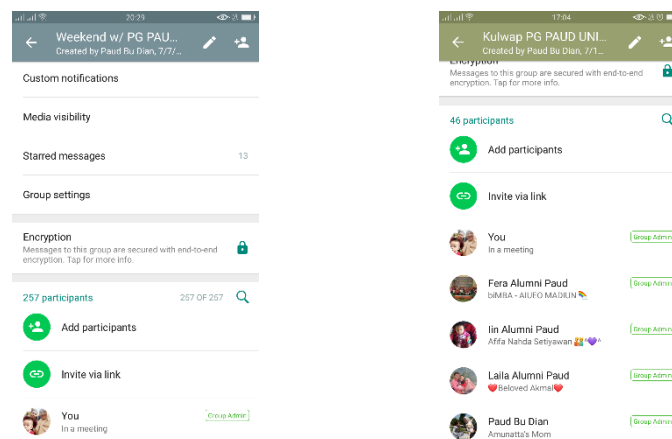 20:29
Weekend w/ PG PAU...
Created by Paud Bu Dian, 7/7/...
Custom notifications
Media visibility
Starred messages 13
Group settings
Encryption
Messages to this group are secured with end-to-end
encryption. Tap for more info.
257 participants 257 OF 257
Add participants
Invite via link
You Group Admin
In a meeting
17:04
Kulwap PG PAUD UNI...
Created by Paud Bu Dian, 7/1...
Encryption
Messages to this group are secured with end-to-end
encryption. Tap for more info.
46 participants
Add participants
Invite via link
You Group Admin
In a meeting
Fera Alumni Paud Group Admin
biMBA - AIUEO MADIUN
Iin Alumni Paud Group Admin
Afifa Nahda Setiyawan
Laila Alumni Paud Group Admin
Beloved Akmal
Paud Bu Dian Group Admin
Amunatta's Mom